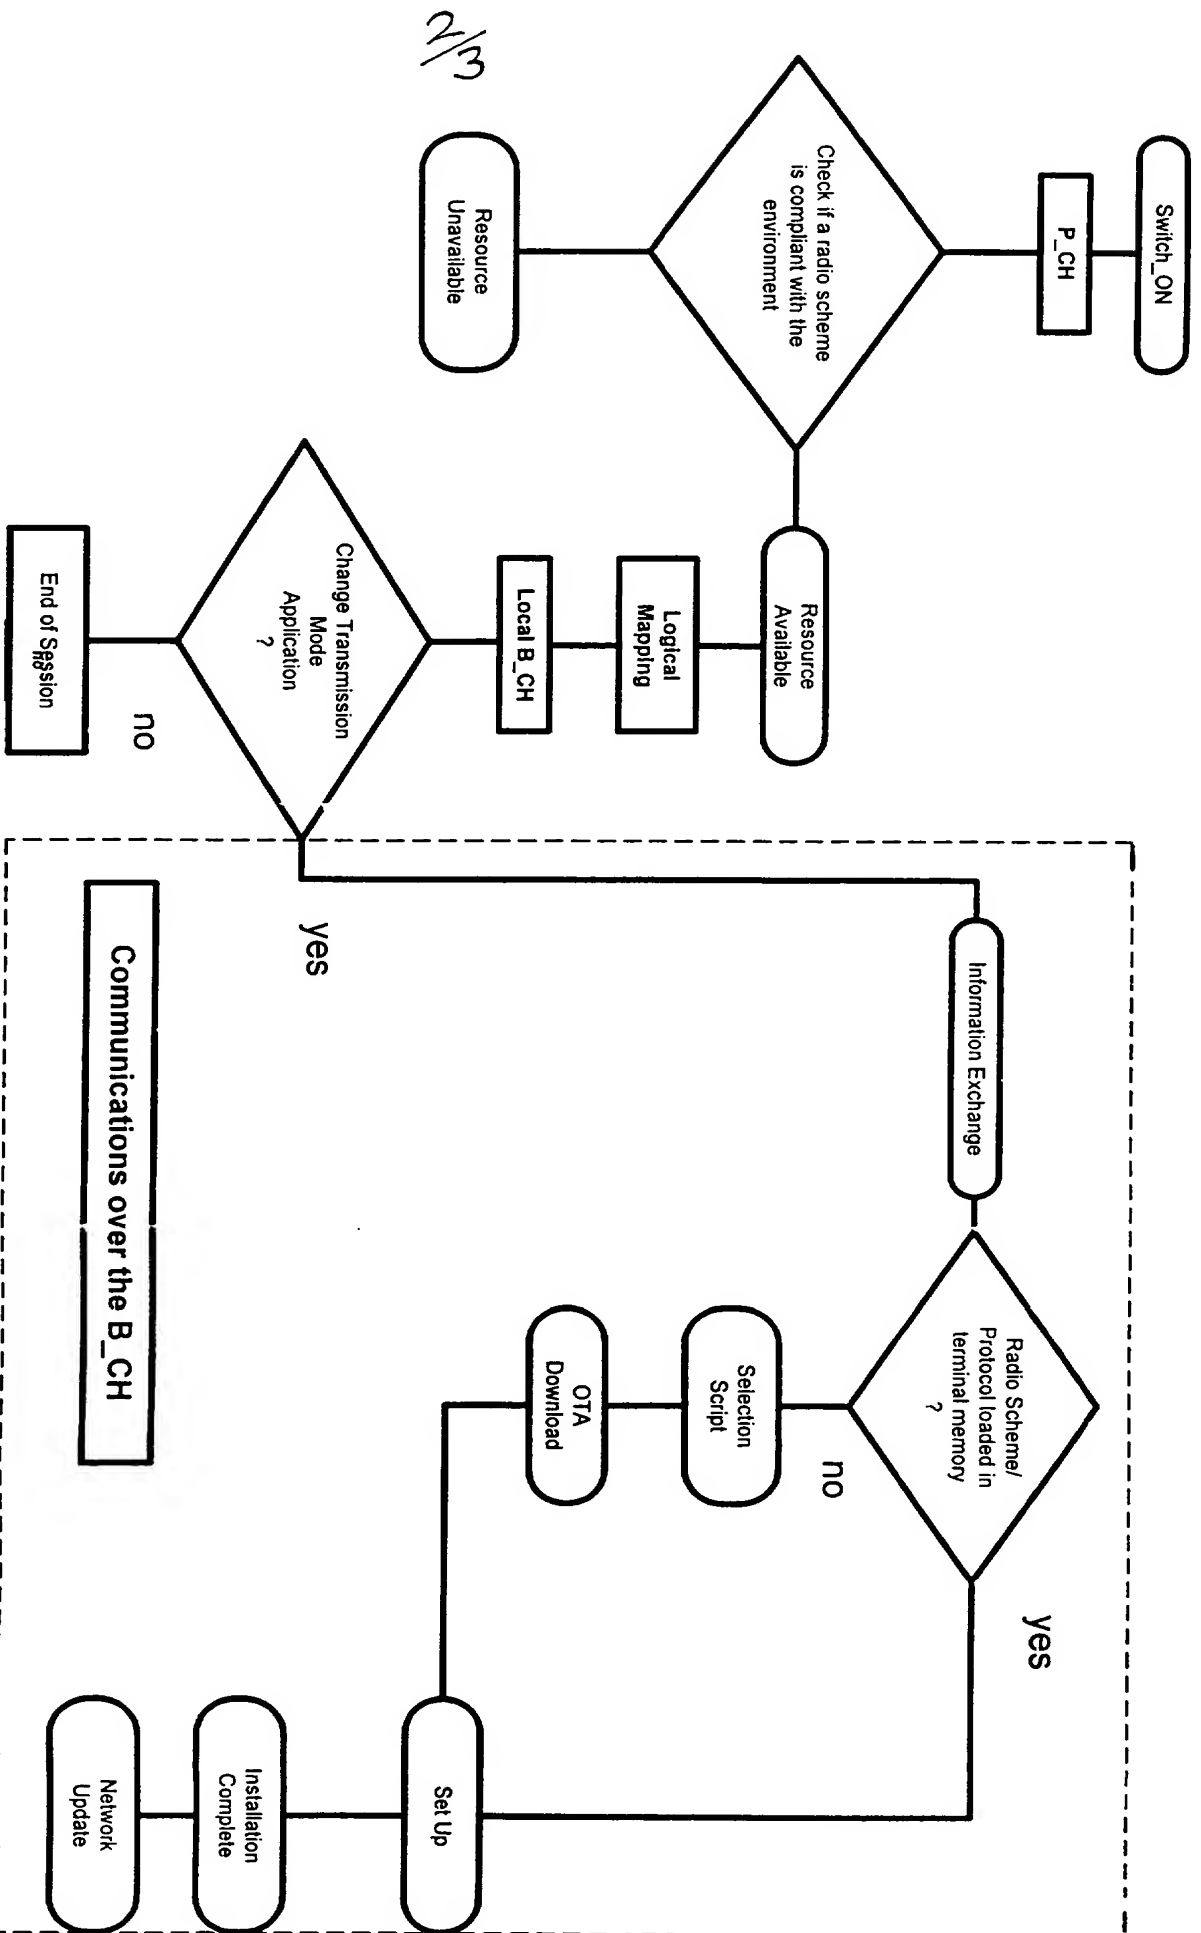 2/3
Switch_ON
P_CH
Check if a radio scheme
is compliant with the
environment
Resource
Unavailable
Resource
Available
Logical
Mapping
Local B_CH
Change Transmission
Mode
Application
?
no
End of Session
yes
Information Exchange
Radio Scheme/
Protocol loaded in
terminal memory
?
yes
no
Selection
Script
OTA
Download
Set Up
Installation
Complete
Network
Update
Communications over the B_CH